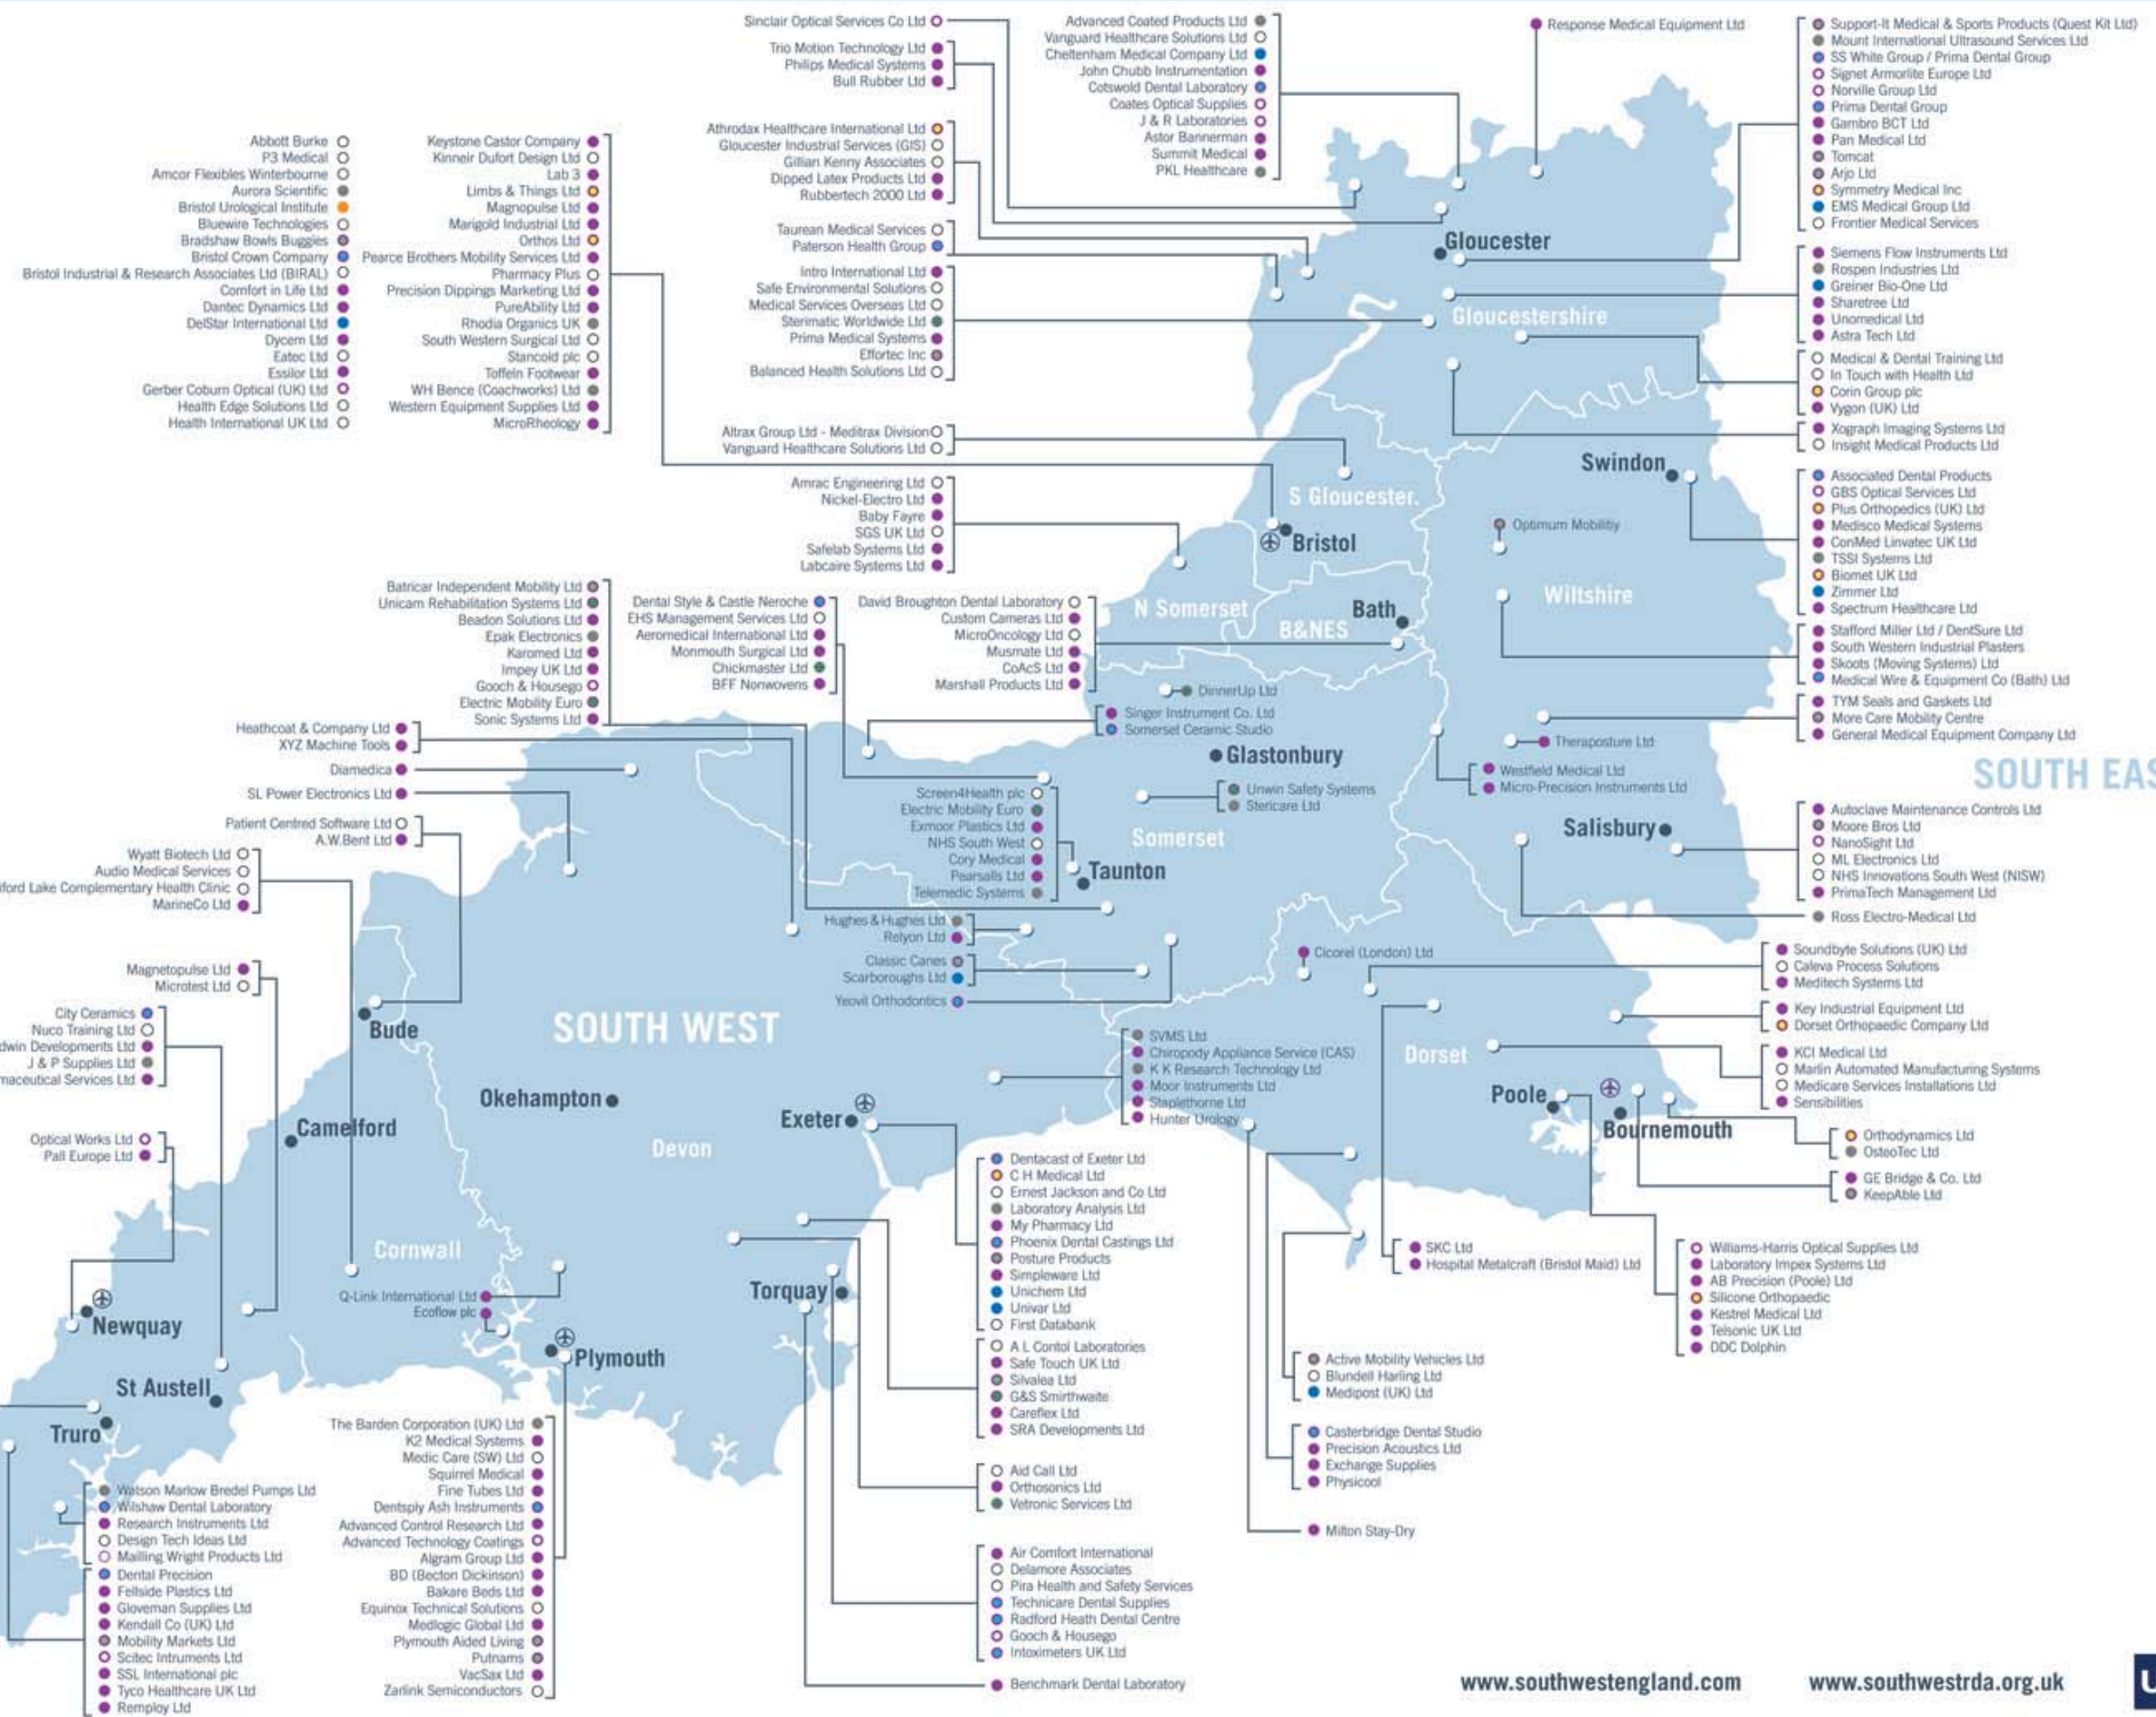 Sinclair Optical Services Co Ltd
Trio Motion Technology Ltd
Philips Medical Systems
Bull Rubber Ltd
Advanced Coated Products Ltd
Vanguard Healthcare Solutions Ltd
Cheltenham Medical Company Ltd
John Chubb Instrumentation
Cotswold Dental Laboratory
Coates Optical Supplies
J & R Laboratories
Astor Bannerman
Summit Medical
PKL Healthcare
Response Medical Equipment Ltd
Support-It Medical & Sports Products (Quest Kit Ltd)
Mount International Ultrasound Services Ltd
SS White Group / Prima Dental Group
Signet Armorlite Europe Ltd
Norville Group Ltd
Prima Dental Group
Gambro BCT Ltd
Pan Medical Ltd
Tomcat
Arjo Ltd
Symmetry Medical Inc
EMS Medical Group Ltd
Frontier Medical Services
Abbott Burke
P3 Medical
Amcor Flexibles Winterbourne
Aurora Scientific
Bristol Urological Institute
Bluewire Technologies
Bradshaw Bowls Buggies
Bristol Crown Company
Bristol Industrial & Research Associates Ltd (BIRAL)
Comfort in Life Ltd
Dantec Dynamics Ltd
DelStar International Ltd
Dycem Ltd
Eatec Ltd
Essilor Ltd
Gerber Coburn Optical (UK) Ltd
Health Edge Solutions Ltd
Health International UK Ltd
Keystone Castor Company
Kinneir Dufort Design Ltd
Lab 3
Limbs & Things Ltd
Magnopulse Ltd
Marigold Industrial Ltd
Orthos Ltd
Pearce Brothers Mobility Services Ltd
Pharmacy Plus
Precision Dippings Marketing Ltd
PureAbility Ltd
Rhodia Organics UK
South Western Surgical Ltd
Stancold plc
Toffeln Footwear
WH Bence (Coachworks) Ltd
Western Equipment Supplies Ltd
MicroRheology
Athrodax Healthcare International Ltd
Gloucester Industrial Services (GIS)
Gillian Kenny Associates
Dipped Latex Products Ltd
Rubbertech 2000 Ltd
Taurean Medical Services
Paterson Health Group
Intro International Ltd
Safe Environmental Solutions
Medical Services Overseas Ltd
Sterimatic Worldwide Ltd
Prima Medical Systems
Effortec Inc
Balanced Health Solutions Ltd
Gloucester
Gloucestershire
Siemens Flow Instruments Ltd
Rospen Industries Ltd
Greiner Bio-One Ltd
Sharetree Ltd
Unomedical Ltd
Astra Tech Ltd
Medical & Dental Training Ltd
In Touch with Health Ltd
Corin Group plc
Vygon (UK) Ltd
Xograph Imaging Systems Ltd
Insight Medical Products Ltd
Altrax Group Ltd - Meditrax Division
Vanguard Healthcare Solutions Ltd
Amrac Engineering Ltd
Nickel-Electro Ltd
Baby Fayre
SGS UK Ltd
Safelab Systems Ltd
Labcaire Systems Ltd
S Gloucester.
Bristol
Swindon
Optimum Mobilitiy
Wiltshire
Associated Dental Products
GBS Optical Services Ltd
Plus Orthopedics (UK) Ltd
Medisco Medical Systems
ConMed Linvatec UK Ltd
TSSI Systems Ltd
Biomet UK Ltd
Zimmer Ltd
Spectrum Healthcare Ltd
Batricar Independent Mobility Ltd
Unicam Rehabilitation Systems Ltd
Beadon Solutions Ltd
Epak Electronics
Karomed Ltd
Impey UK Ltd
Gooch & Housego
Electric Mobility Euro
Sonic Systems Ltd
Dental Style & Castle Neroche
EHS Management Services Ltd
Aeromedical International Ltd
Monmouth Surgical Ltd
Chickmaster Ltd
BFF Nonwovens
David Broughton Dental Laboratory
Custom Cameras Ltd
MicroOncology Ltd
Musmate Ltd
CoAcS Ltd
Marshall Products Ltd
N Somerset
B&NES
Bath
Stafford Miller Ltd / DentSure Ltd
South Western Industrial Plasters
Skoots (Moving Systems) Ltd
Medical Wire & Equipment Co (Bath) Ltd
TYM Seals and Gaskets Ltd
More Care Mobility Centre
General Medical Equipment Company Ltd
DinnerUp Ltd
Singer Instrument Co. Ltd
Somerset Ceramic Studio
Glastonbury
Theraposture Ltd
Westfield Medical Ltd
Micro-Precision Instruments Ltd
SOUTH EAS
Heathcoat & Company Ltd
XYZ Machine Tools
Diamedica
SL Power Electronics Ltd
Patient Centred Software Ltd
A.W.Bent Ltd
Unwin Safety Systems
Stericare Ltd
Somerset
Screen4Health plc
Electric Mobility Euro
Exmoor Plastics Ltd
NHS South West
Cory Medical
Pearsalls Ltd
Telemedic Systems
Taunton
Salisbury
Autoclave Maintenance Controls Ltd
Moore Bros Ltd
NanoSight Ltd
ML Electronics Ltd
NHS Innovations South West (NISW)
PrimaTech Management Ltd
Ross Electro-Medical Ltd
Wyatt Biotech Ltd
Audio Medical Services
ford Lake Complementary Health Clinic
MarineCo Ltd
Hughes & Hughes Ltd
Relyon Ltd
Classic Canes
Scarboroughs Ltd
Yeovil Orthodontics
Cicorel (London) Ltd
Soundbyte Solutions (UK) Ltd
Caleva Process Solutions
Meditech Systems Ltd
Key Industrial Equipment Ltd
Dorset Orthopaedic Company Ltd
Magnetopulse Ltd
Microtest Ltd
City Ceramics
Nuco Training Ltd
dwin Developments Ltd
J & P Supplies Ltd
maceutical Services Ltd
Bude
SOUTH WEST
SVMS Ltd
Chiropody Appliance Service (CAS)
K K Research Technology Ltd
Moor Instruments Ltd
Staplethorne Ltd
Hunter Urology
Dorset
KCI Medical Ltd
Marlin Automated Manufacturing Systems
Medicare Services Installations Ltd
Sensibilities
Okehampton
Exeter
Camelford
Devon
Poole
Bournemouth
Orthodynamics Ltd
OsteoTec Ltd
GE Bridge & Co. Ltd
KeepAble Ltd
Optical Works Ltd
Pall Europe Ltd
Dentacast of Exeter Ltd
C H Medical Ltd
Ernest Jackson and Co Ltd
Laboratory Analysis Ltd
My Pharmacy Ltd
Phoenix Dental Castings Ltd
Posture Products
Simpleware Ltd
Unichem Ltd
Univar Ltd
First Databank
Cornwall
Q-Link International Ltd
Ecoflow plc
Torquay
SKC Ltd
Hospital Metalcraft (Bristol Maid) Ltd
Williams-Harris Optical Supplies Ltd
Laboratory Impex Systems Ltd
AB Precision (Poole) Ltd
Silicone Orthopaedic
Kestrel Medical Ltd
Telsonic UK Ltd
DDC Dolphin
Newquay
Plymouth
A L Contol Laboratories
Safe Touch UK Ltd
Silvalea Ltd
G&S Smirthwaite
Careflex Ltd
SRA Developments Ltd
Active Mobility Vehicles Ltd
Blundell Harling Ltd
Medipost (UK) Ltd
St Austell
Truro
Casterbridge Dental Studio
Precision Acoustics Ltd
Exchange Supplies
Physicool
Aid Call Ltd
Orthosonics Ltd
Vetronic Services Ltd
Milton Stay-Dry
The Barden Corporation (UK) Ltd
K2 Medical Systems
Medic Care (SW) Ltd
Squirrel Medical
Fine Tubes Ltd
Dentsply Ash Instruments
Advanced Control Research Ltd
Advanced Technology Coatings
Algram Group Ltd
BD (Becton Dickinson)
Bakare Beds Ltd
Equinox Technical Solutions
Medlogic Global Ltd
Plymouth Aided Living
Putnams
VacSax Ltd
Zarlink Semiconductors
Watson Marlow Bredel Pumps Ltd
Wilshaw Dental Laboratory
Research Instruments Ltd
Design Tech Ideas Ltd
Mailling Wright Products Ltd
Dental Precision
Fellside Plastics Ltd
Gloveman Supplies Ltd
Kendall Co (UK) Ltd
Mobility Markets Ltd
Scitec Intruments Ltd
SSL International plc
Tyco Healthcare UK Ltd
Remploy Ltd
Air Comfort International
Delamore Associates
Pira Health and Safety Services
Technicare Dental Supplies
Radford Heath Dental Centre
Gooch & Housego
Intoximeters UK Ltd
Benchmark Dental Laboratory
www.southwestengland.com
www.southwestrda.org.uk